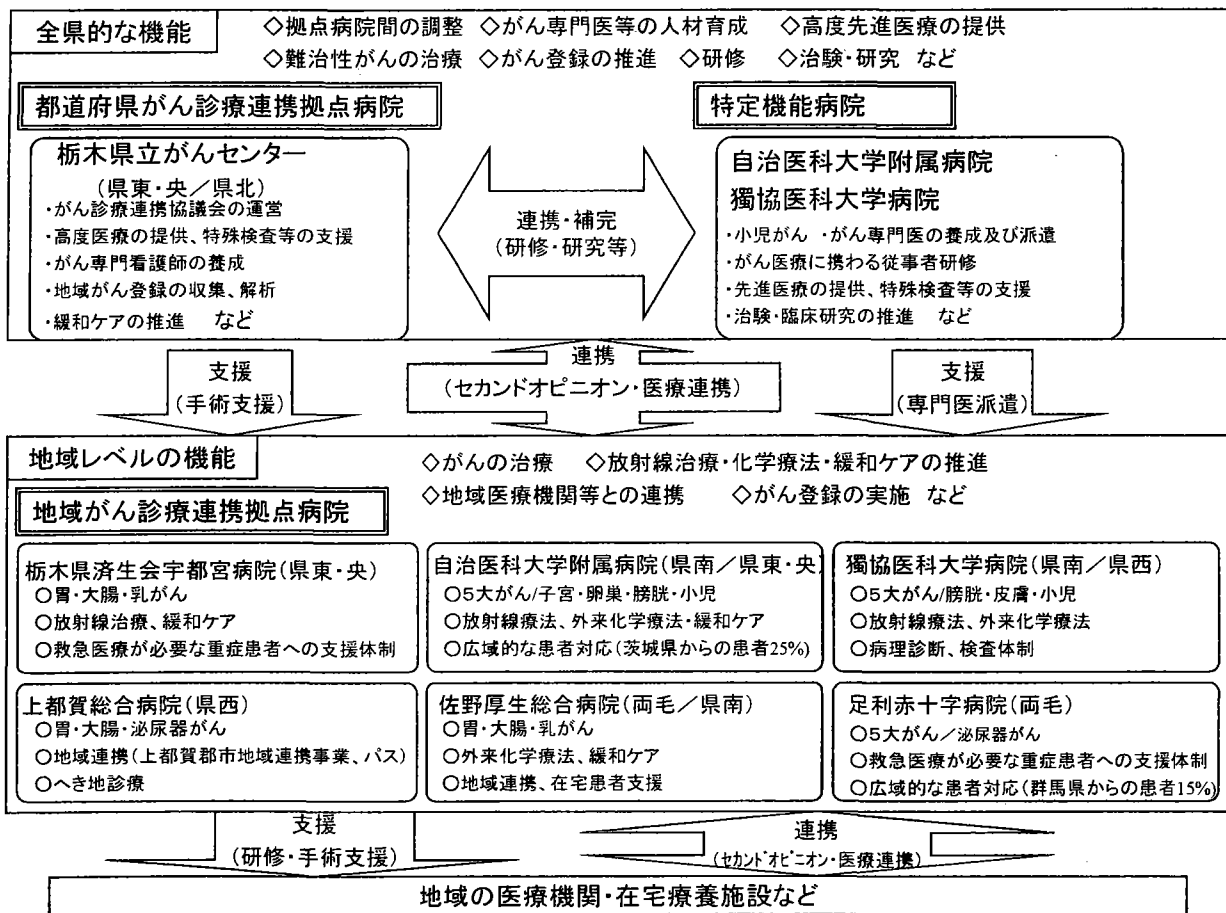 全県的な機能
◇拠点病院間の調整 ◇がん専門医等の人材育成 ◇高度先進医療の提供
◇難治性がんの治療 ◇がん登録の推進 ◇研修 ◇治験・研究 など
都道府県がん診療連携拠点病院
特定機能病院
栃木県立がんセンター
(県東・央／県北)
・がん診療連携協議会の運営
・高度医療の提供、特殊検査等の支援
・がん専門看護師の養成
・地域がん登録の収集、解析
・緩和ケアの推進 など
連携・補完
(研修・研究等)
自治医科大学附属病院
獨協医科大学病院
・小児がん ・がん専門医の養成及び派遣
・がん医療に携わる従事者研修
・先進医療の提供、特殊検査等の支援
・治験・臨床研究の推進 など
支援
(手術支援)
連携
(セカンドオピニオン・医療連携)
支援
(専門医派遣)
地域レベルの機能
◇がんの治療 ◇放射線治療・化学療法・緩和ケアの推進
◇地域医療機関等との連携 ◇がん登録の実施 など
地域がん診療連携拠点病院
栃木県済生会宇都宮病院(県東・央)
○胃・大腸・乳がん
○放射線治療、緩和ケア
○救急医療が必要な重症患者への支援体制
自治医科大学附属病院(県南／県東・央)
○5大がん/子宮・卵巣・膀胱・小児
○放射線療法、外来化学療法・緩和ケア
○広域的な患者対応(茨城県からの患者25%)
獨協医科大学病院(県南／県西)
○5大がん/膀胱・皮膚・小児
○放射線療法、外来化学療法
○病理診断、検査体制
上都賀総合病院(県西)
○胃・大腸・泌尿器がん
○地域連携(上都賀郡市地域連携事業、パス)
○へき地診療
佐野厚生総合病院(両毛／県南)
○胃・大腸・乳がん
○外来化学療法、緩和ケア
○地域連携、在宅患者支援
足利赤十字病院(両毛)
○5大がん／泌尿器がん
○救急医療が必要な重症患者への支援体制
○広域的な患者対応(群馬県からの患者15%)
支援
(研修・手術支援)
連携
(ｾｶﾝﾄﾞｵﾋﾟﾆｵﾝ・医療連携)
地域の医療機関・在宅療養施設など